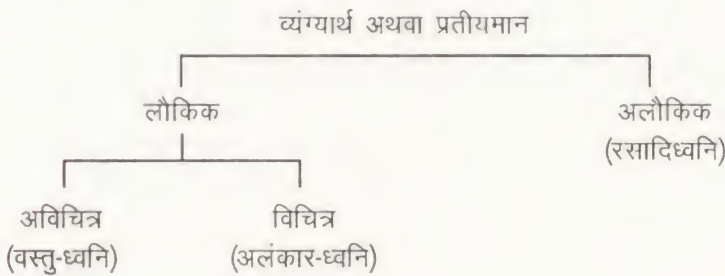 व्यंग्यार्थ अथवा प्रतीयमान
लौकिक अलौकिक
(रसादिध्वनि)
अविचित्र विचित्र
(वस्तु-ध्वनि) (अलंकार-ध्वनि)